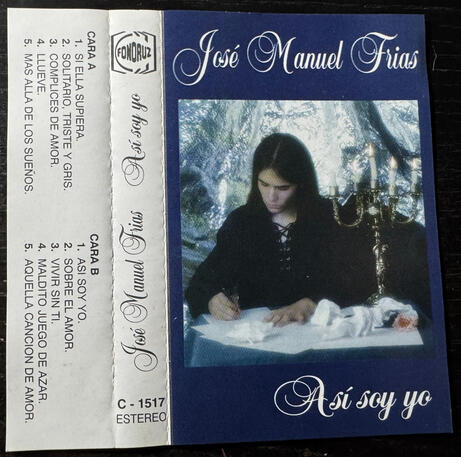 CARA A
1. SI ELLA SUPIERA.
2. SOLITARIO, TRISTE Y GRIS.
3. COMPLICES DE AMOR.
4. LLUEVE.
5. MAS ALLA DE LOS SUEÑOS.
CARA B
1. ASI SOY YO.
2. SOBRE EL AMOR.
3. VIVIR SIN TI.
4. MALDITO JUEGO DE AZAR.
5. AQUELLA CANCION DE AMOR.
FONORUZ
José Manuel Frias Así soy yo
C - 1517
ESTEREO
José Manuel Frias
Así soy yo